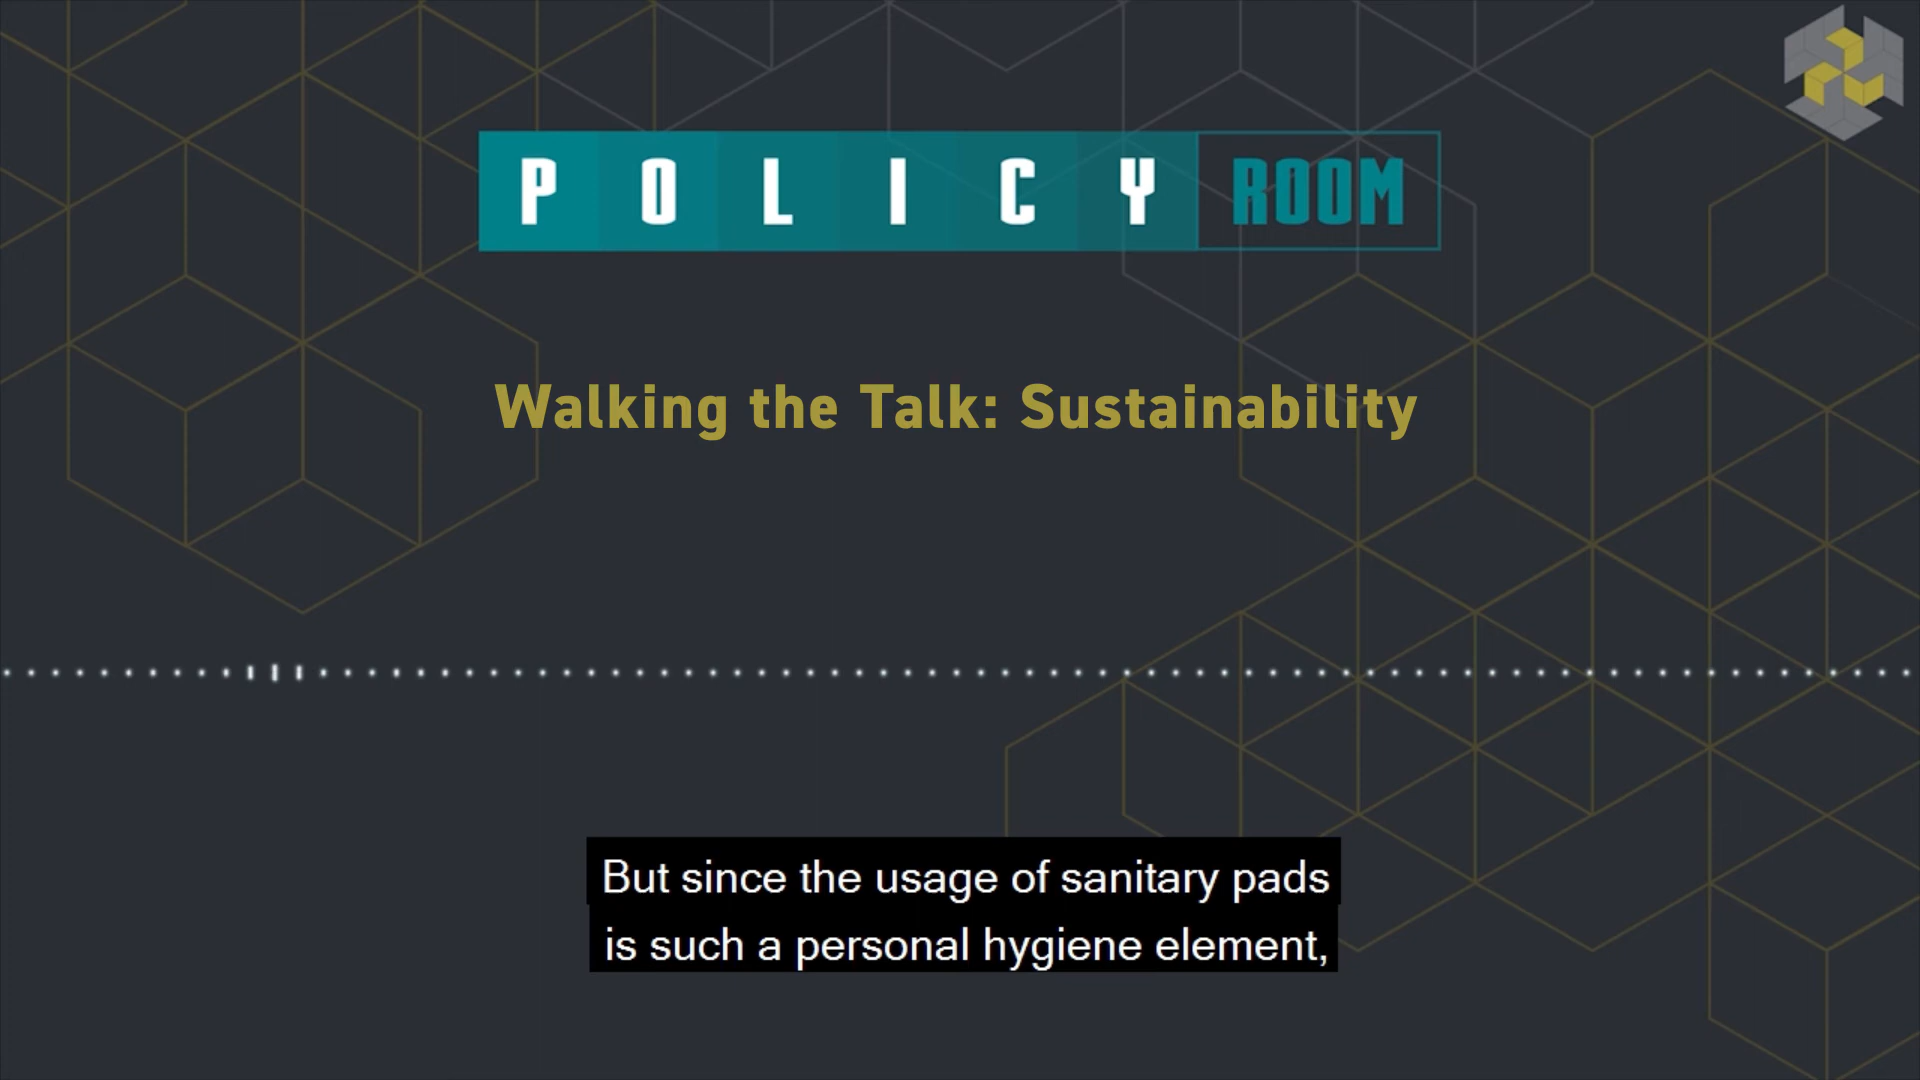 POLICY ROOM
Walking the Talk: Sustainability
But since the usage of sanitary pads
is such a personal hygiene element,